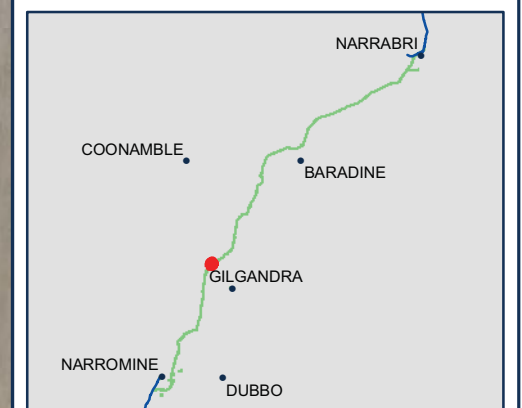 NARRABRI
COONAMBLE
BARADINE
GILGANDRA
NARROMINE
DUBBO